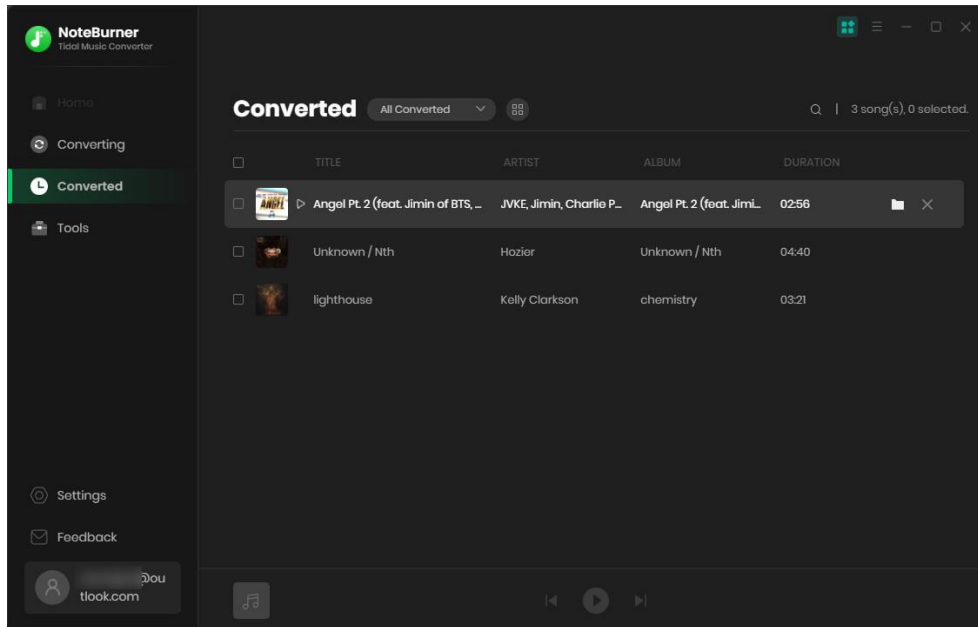 NoteBurner
Tidal Music Converter
Home
Converting
Converted
Tools
Settings
Feedback
@ou
tlook.com
Converted
All Converted
3 song(s), 0 selected.
TITLE ARTIST ALBUM DURATION
ANGEL
Angel Pt. 2 (feat. Jimin of BTS, ... JVKE, Jimin, Charlie P... Angel Pt. 2 (feat. Jimi... 02:56
Unknown / Nth Hozier Unknown / Nth 04:40
lighthouse Kelly Clarkson chemistry 03:21